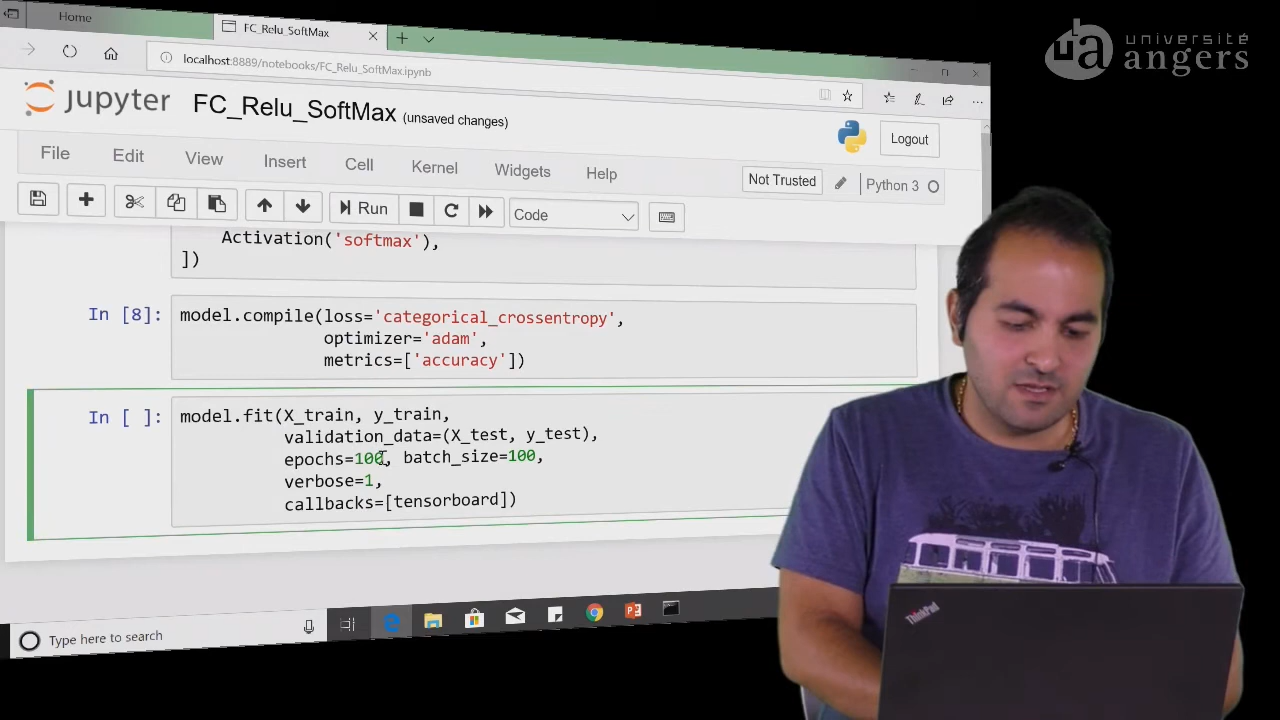 Home
FC_Relu_SoftMax
université
angers
localhost:8889/notebooks/FC_Relu_SoftMax.ipynb
jupyter FC_Relu_SoftMax (unsaved changes)
Logout
File Edit View Insert Cell Kernel Widgets Help
Not Trusted Python 3
Run Code
Activation('softmax'),
])
In [8]: model.compile(loss='categorical_crossentropy',
optimizer='adam',
metrics=['accuracy'])
In [ ]: model.fit(X_train, y_train,
validation_data=(X_test, y_test),
epochs=100, batch_size=100,
verbose=1,
callbacks=[tensorboard])
ThinkPad
Type here to search